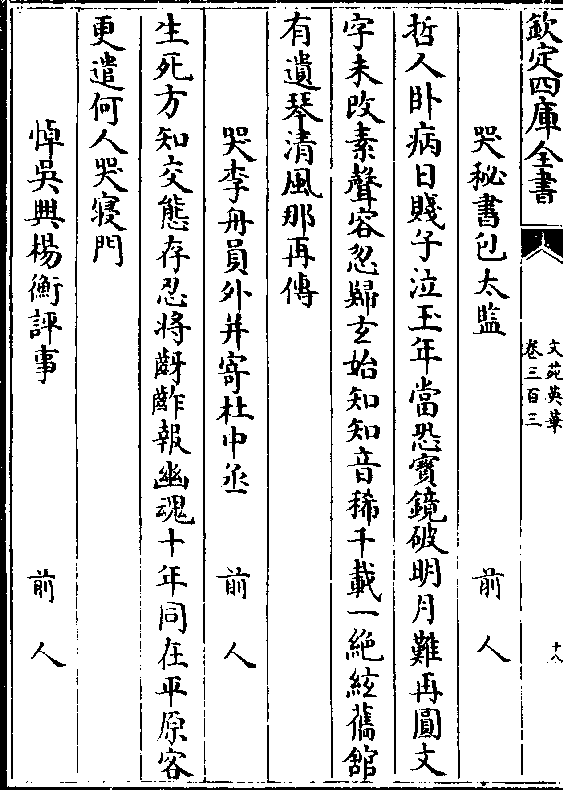 欽定四庫全書
文苑英華
卷三百三
十八
哭秘書包大監 前人
哲人卧病日賤子泣玉年當恐寳鏡破明月難再圓文
字未改素聲容忽歸玄始知知音稀千載一絶絃舊舘
有遺琴清風那再傳
哭李舟員外并寄杜中丞 前人
生死方知交態存忍將齖䶥報幽魂十年同在平原客
更遣何人哭寢門
悼吳興楊衡評事 前人